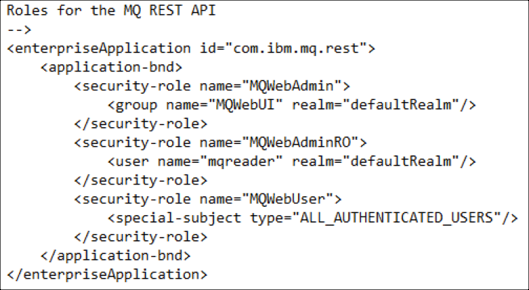 Roles for the MQ REST API
-->
<enterpriseApplication id="com.ibm.mq.rest">
    <application-bnd>
        <security-role name="MQWebAdmin">
            <group name="MQWebUI" realm="defaultRealm"/>
        </security-role>
        <security-role name="MQWebAdminRO">
            <user name="mqreader" realm="defaultRealm"/>
        </security-role>
        <security-role name="MQWebUser">
            <special-subject type="ALL_AUTHENTICATED_USERS"/>
        </security-role>
    </application-bnd>
</enterpriseApplication>